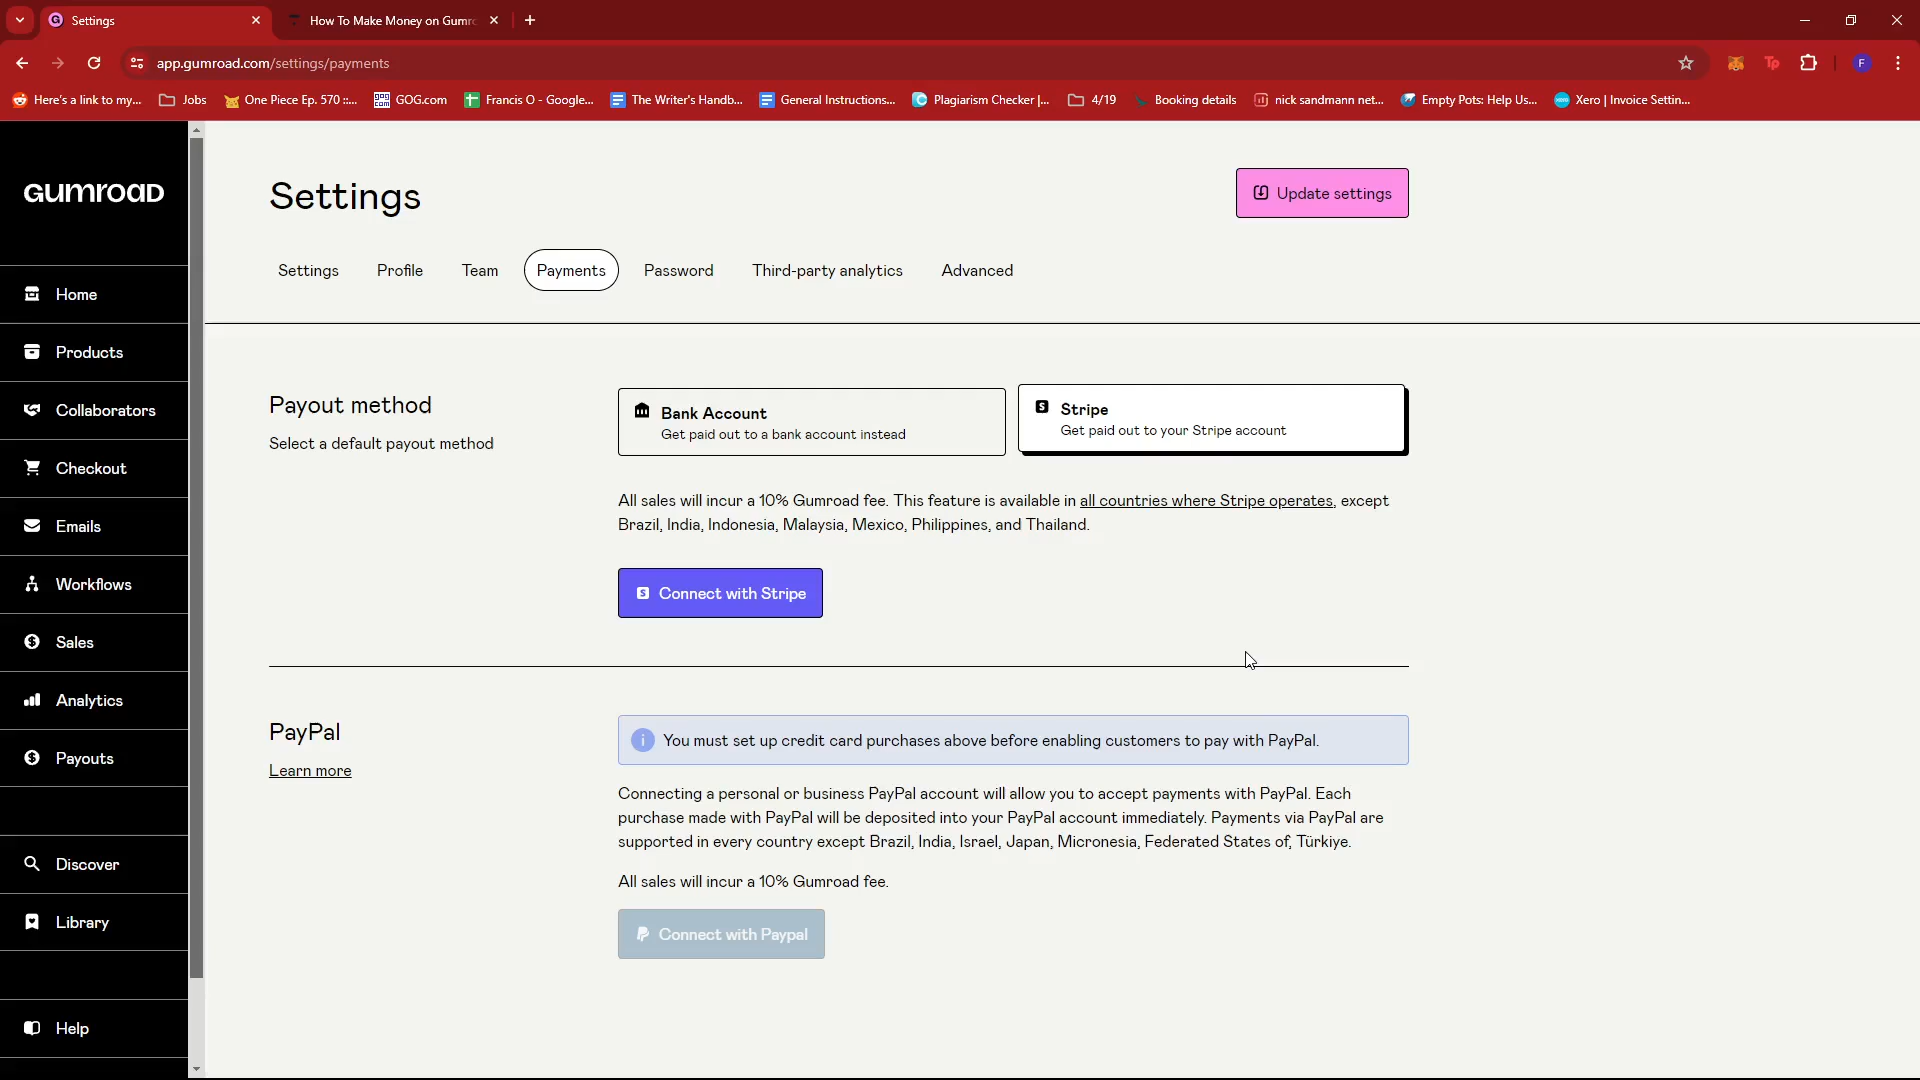 Settings
How To Make Money on Gumr
app.gumroad.com/settings/payments
F
Here's a link to my...
Jobs
One Piece Ep. 570 ::...
GOG.com
Francis O - Google...
The Writer's Handb...
General Instructions...
Plagiarism Checker |...
4/19
Booking details
nick sandmann net...
Empty Pots: Help Us...
Xero | Invoice Settin...
GUMROAD
Home
Products
Collaborators
Checkout
Emails
Workflows
Sales
Analytics
Payouts
Discover
Library
Help
Settings
Update settings
Settings
Profile
Team
Payments
Password
Third-party analytics
Advanced
Payout method
Select a default payout method
Bank Account
Get paid out to a bank account instead
Stripe
Get paid out to your Stripe account
All sales will incur a 10% Gumroad fee. This feature is available in all countries where Stripe operates, except
Brazil, India, Indonesia, Malaysia, Mexico, Philippines, and Thailand.
Connect with Stripe
PayPal
Learn more
You must set up credit card purchases above before enabling customers to pay with PayPal.
Connecting a personal or business PayPal account will allow you to accept payments with PayPal. Each
purchase made with PayPal will be deposited into your PayPal account immediately. Payments via PayPal are
supported in every country except Brazil, India, Israel, Japan, Micronesia, Federated States of, Türkiye.
All sales will incur a 10% Gumroad fee.
Connect with Paypal